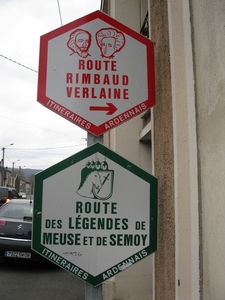 ROUTE
RIMBAUD
VERLAINE
ITINÉRAIRES ARDENNAIS
ROUTE
DES LÉGENDES DE
MEUSE ET DE SEMOY
ITINÉRAIRES ARDENNAIS